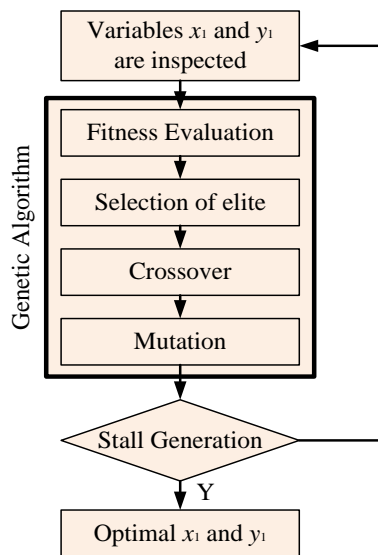 Variables x₁ and y₁
are inspected
Genetic Algorithm
Fitness Evaluation
Selection of elite
Crossover
Mutation
Stall Generation
Y
Optimal x₁ and y₁